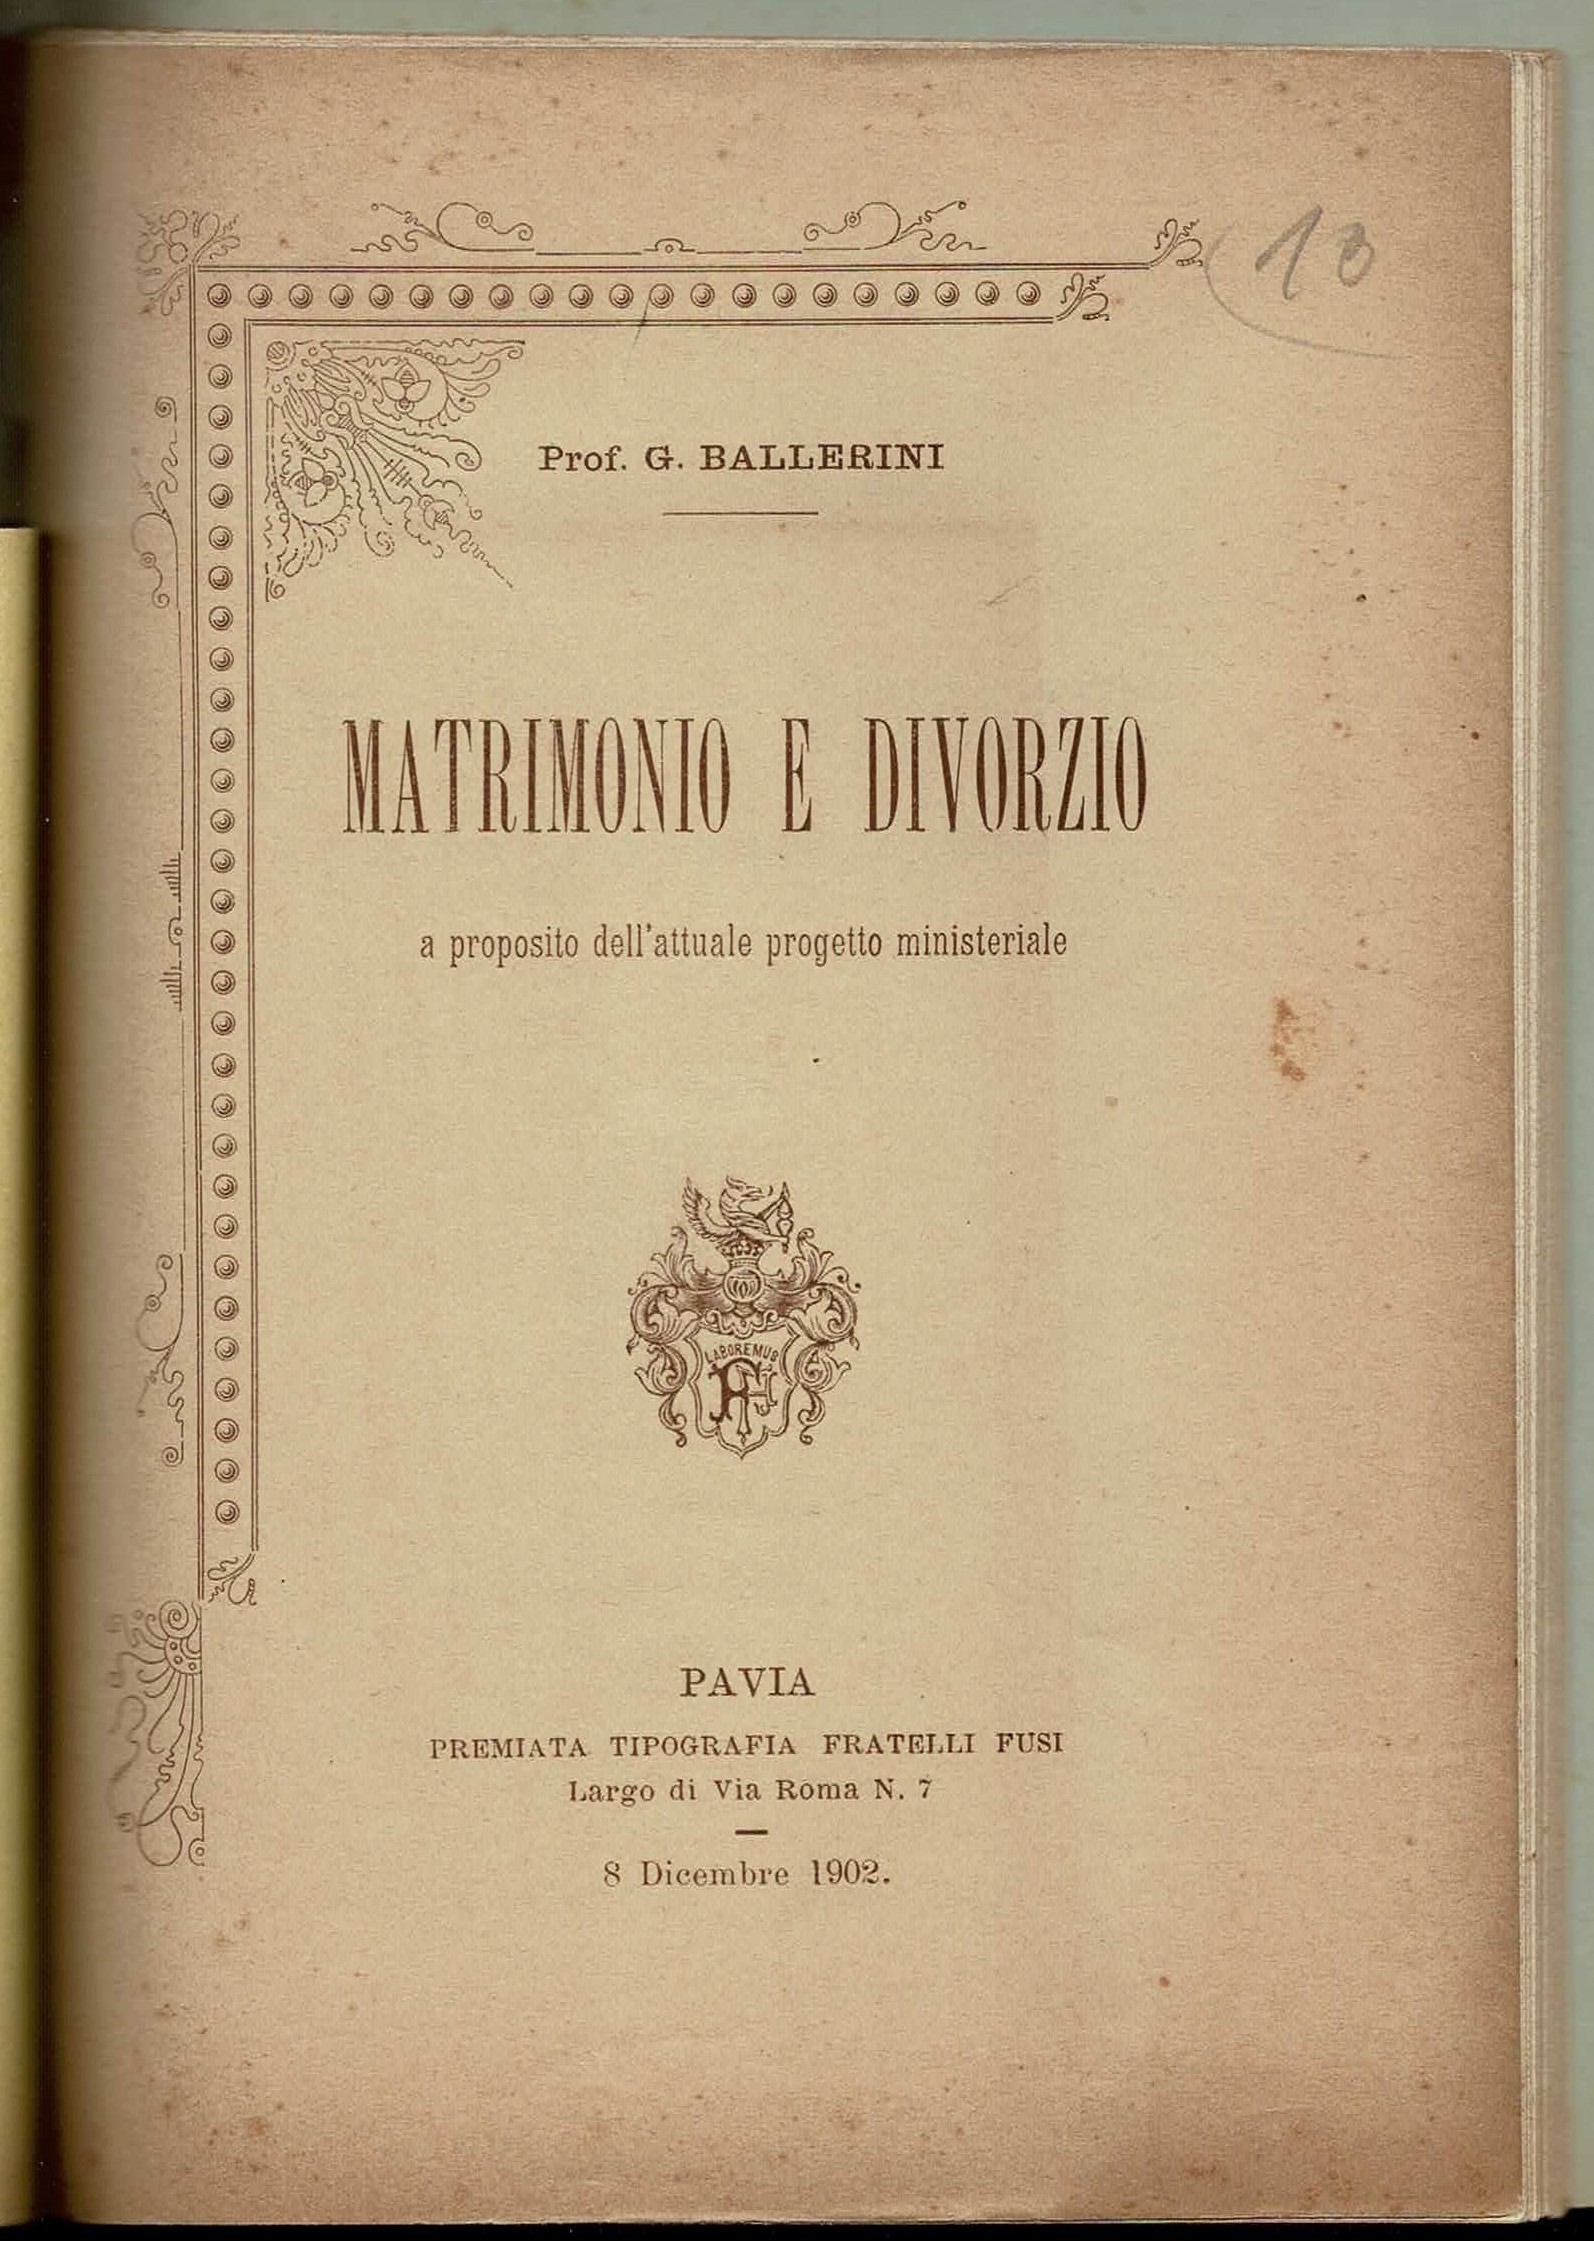 10
Prof. G. BALLERINI
MATRIMONIO E DIVORZIO
a proposito dell'attuale progetto ministeriale
LABOREMUS
PAVIA
PREMIATA TIPOGRAFIA FRATELLI FUSI
Largo di Via Roma N. 7
8 Dicembre 1902.